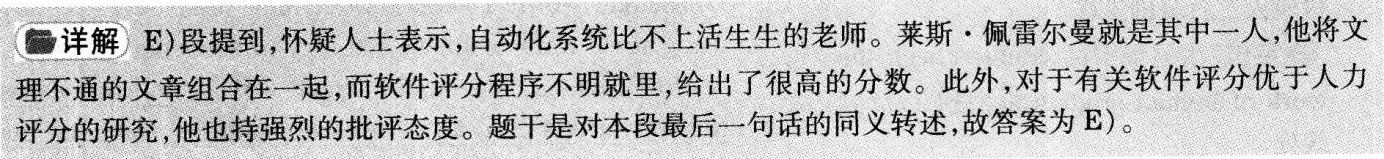 详解 E)段提到,怀疑人士表示,自动化系统比不上活生生的老师。莱斯·佩雷尔曼就是其中一人,他将文
理不通的文章组合在一起,而软件评分程序不明就里,给出了很高的分数。此外,对于有关软件评分优于人力
评分的研究,他也持强烈的批评态度。题干是对本段最后一句话的同义转述,故答案为 E)。